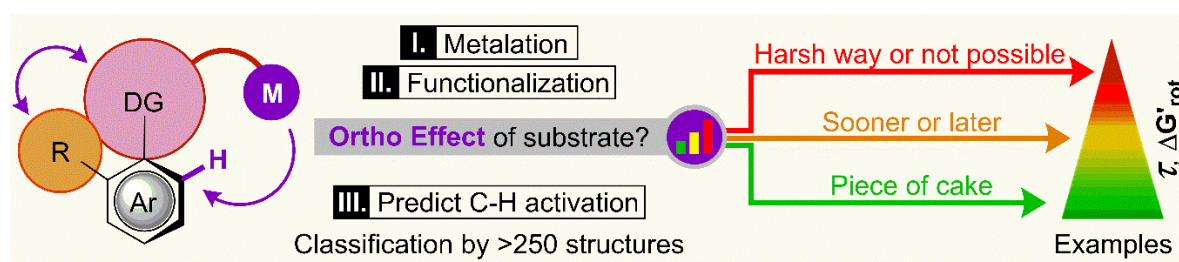 DG
M
R
H
Ar
I. Metalation
II. Functionalization
Ortho Effect of substrate?
III. Predict C-H activation
Classification by >250 structures
Harsh way or not possible
Sooner or later
Piece of cake
τ, ΔG'rot
Examples